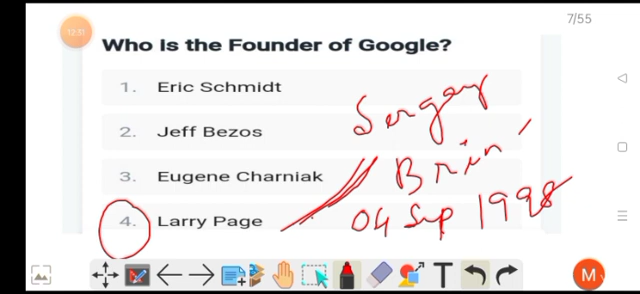 12:51
7/55
Who Is the Founder of Google?
1. Eric Schmidt
2. Jeff Bezos
3. Eugene Charniak
4. Larry Page
Sergey
Brin
04 Sep 1998
T
M